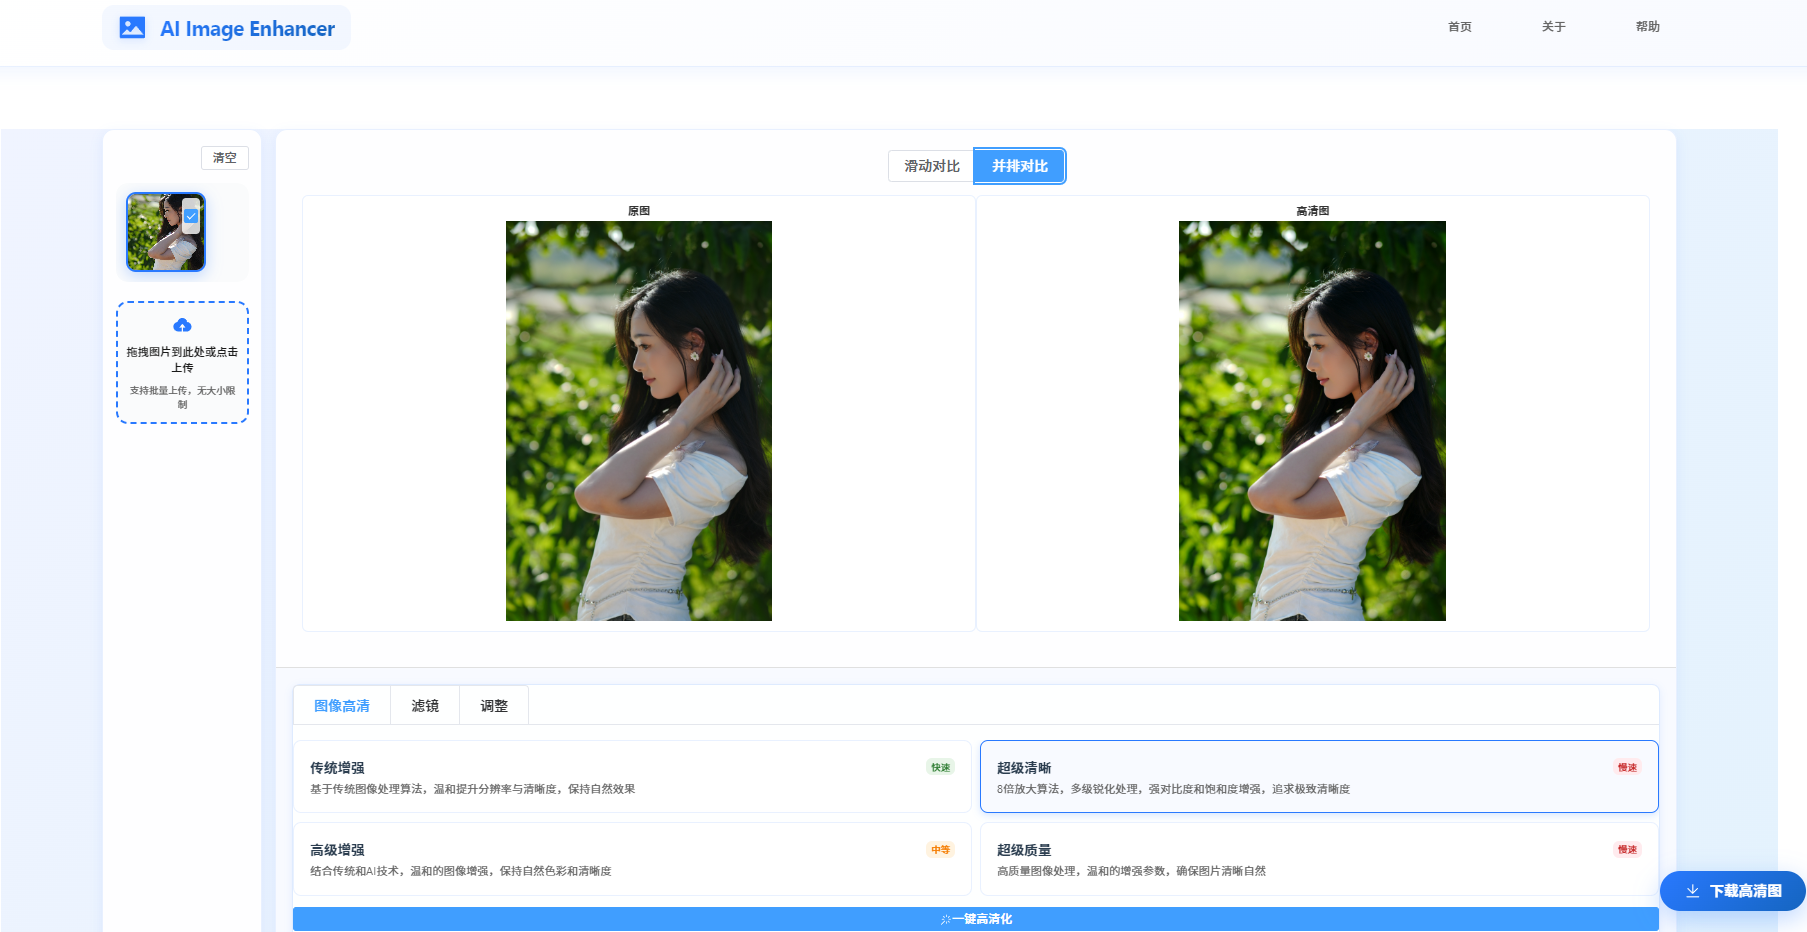 AI Image Enhancer
首页
关于
帮助
清空
拖拽图片到此处或点击
上传
支持批量上传，无大小限
制
滑动对比
并排对比
原图
高清图
图像高清
滤镜
调整
传统增强
快速
基于传统图像处理算法，温和提升分辨率与清晰度，保持自然效果
超级清晰
慢速
8倍放大算法，多级锐化处理，强对比度和饱和度增强，追求极致清晰度
高级增强
中等
结合传统和AI技术，温和的图像增强，保持自然色彩和清晰度
超级质量
慢速
高质量图像处理，温和的增强参数，确保图片清晰自然
下载高清图
一键高清化